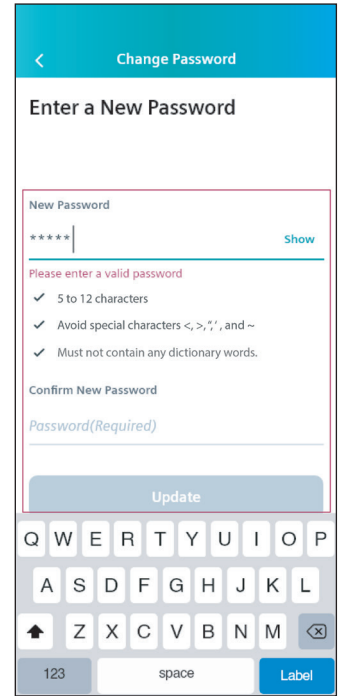 Change Password
Enter a New Password
New Password
*****
Show
Please enter a valid password
5 to 12 characters
Avoid special characters <, >,”,‘ , and ~
Must not contain any dictionary words.
Confirm New Password
Password(Required)
Update
Q W E R T Y U I O P
A S D F G H J K L
Z X C V B N M
123 space Label